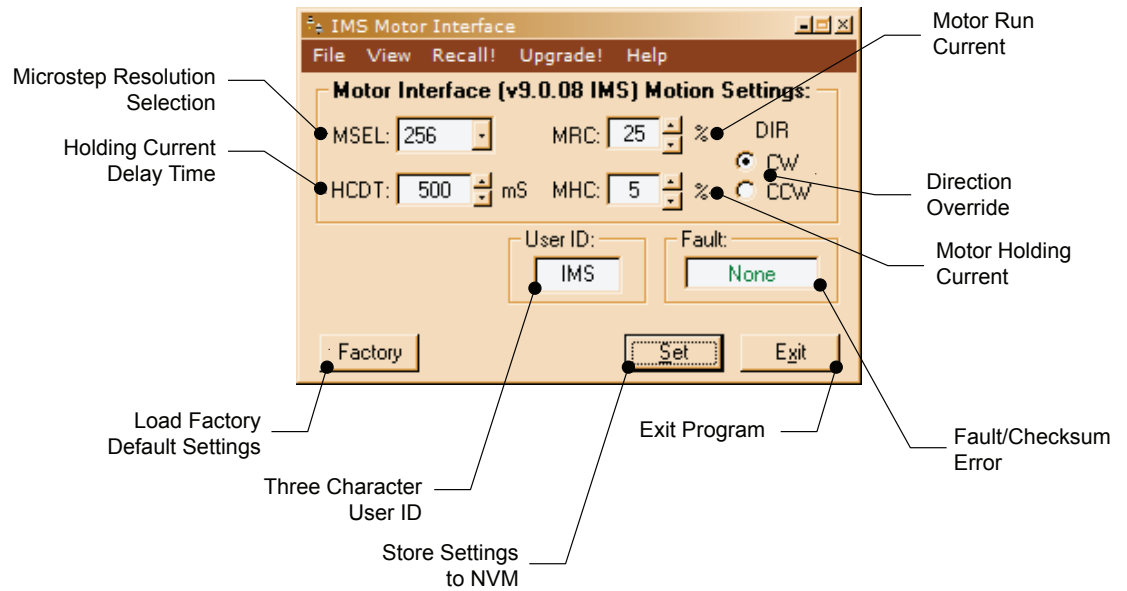 IMS Motor Interface
File View Recall! Upgrade! Help
Motor Interface (v9.0.08 IMS) Motion Settings:
MSEL: 256 MRC: 25 % DIR
CW
HCDT: 500 mS MHC: 5 % CCW
User ID: Fault:
IMS None
Factory Set Exit
Microstep Resolution
Selection
Holding Current
Delay Time
Motor Run
Current
Direction
Override
Motor Holding
Current
Load Factory
Default Settings
Three Character
User ID
Store Settings
to NVM
Exit Program
Fault/Checksum
Error